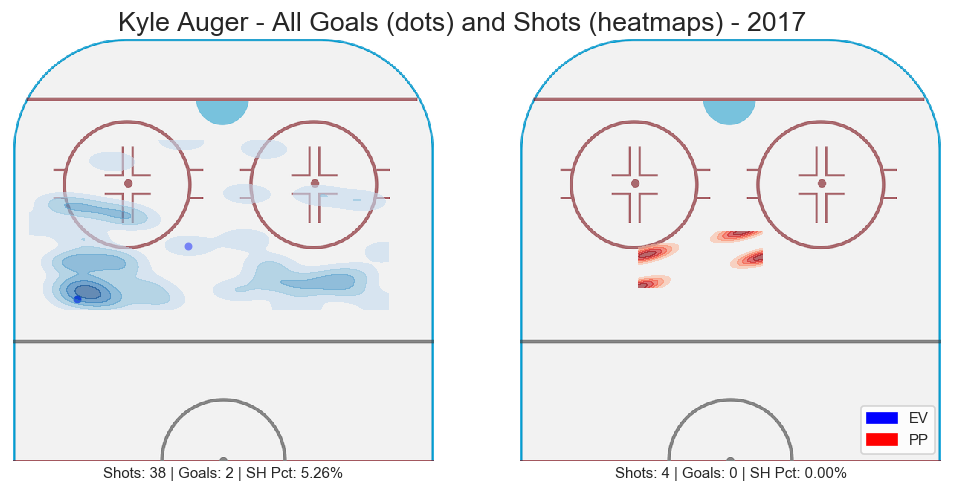 Kyle Auger - All Goals (dots) and Shots (heatmaps) - 2017
EV
PP
Shots: 38 | Goals: 2 | SH Pct: 5.26%
Shots: 4 | Goals: 0 | SH Pct: 0.00%